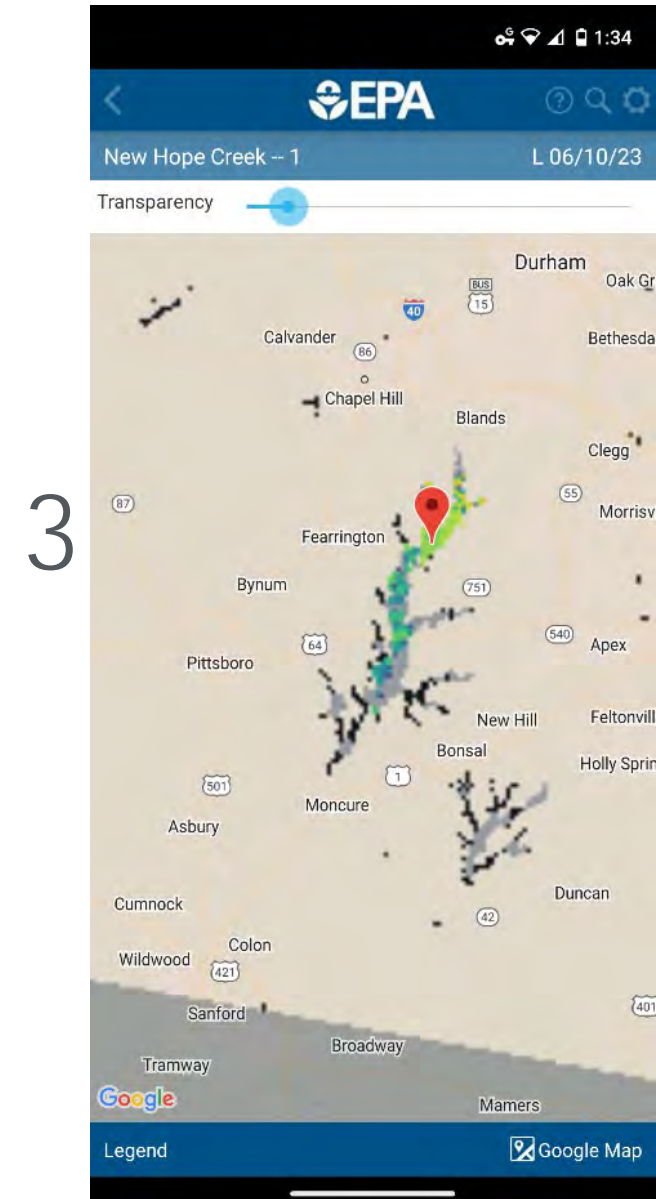 1:34
EPA
New Hope Creek -- 1 L 06/10/23
Transparency
Durham
Oak Gr
BUS
15
40
Calvander
86
Bethesda
Chapel Hill
Blands
Clegg
3
87
55
Morrisv
Fearrington
Bynum
751
64
540
Apex
Pittsboro
New Hill
Feltonvill
Bonsal
Holly Sprin
1
501
Moncure
Asbury
Duncan
Cumnock
42
Colon
Wildwood
421
401
Sanford
Broadway
Tramway
Google
Mamers
Legend Google Map